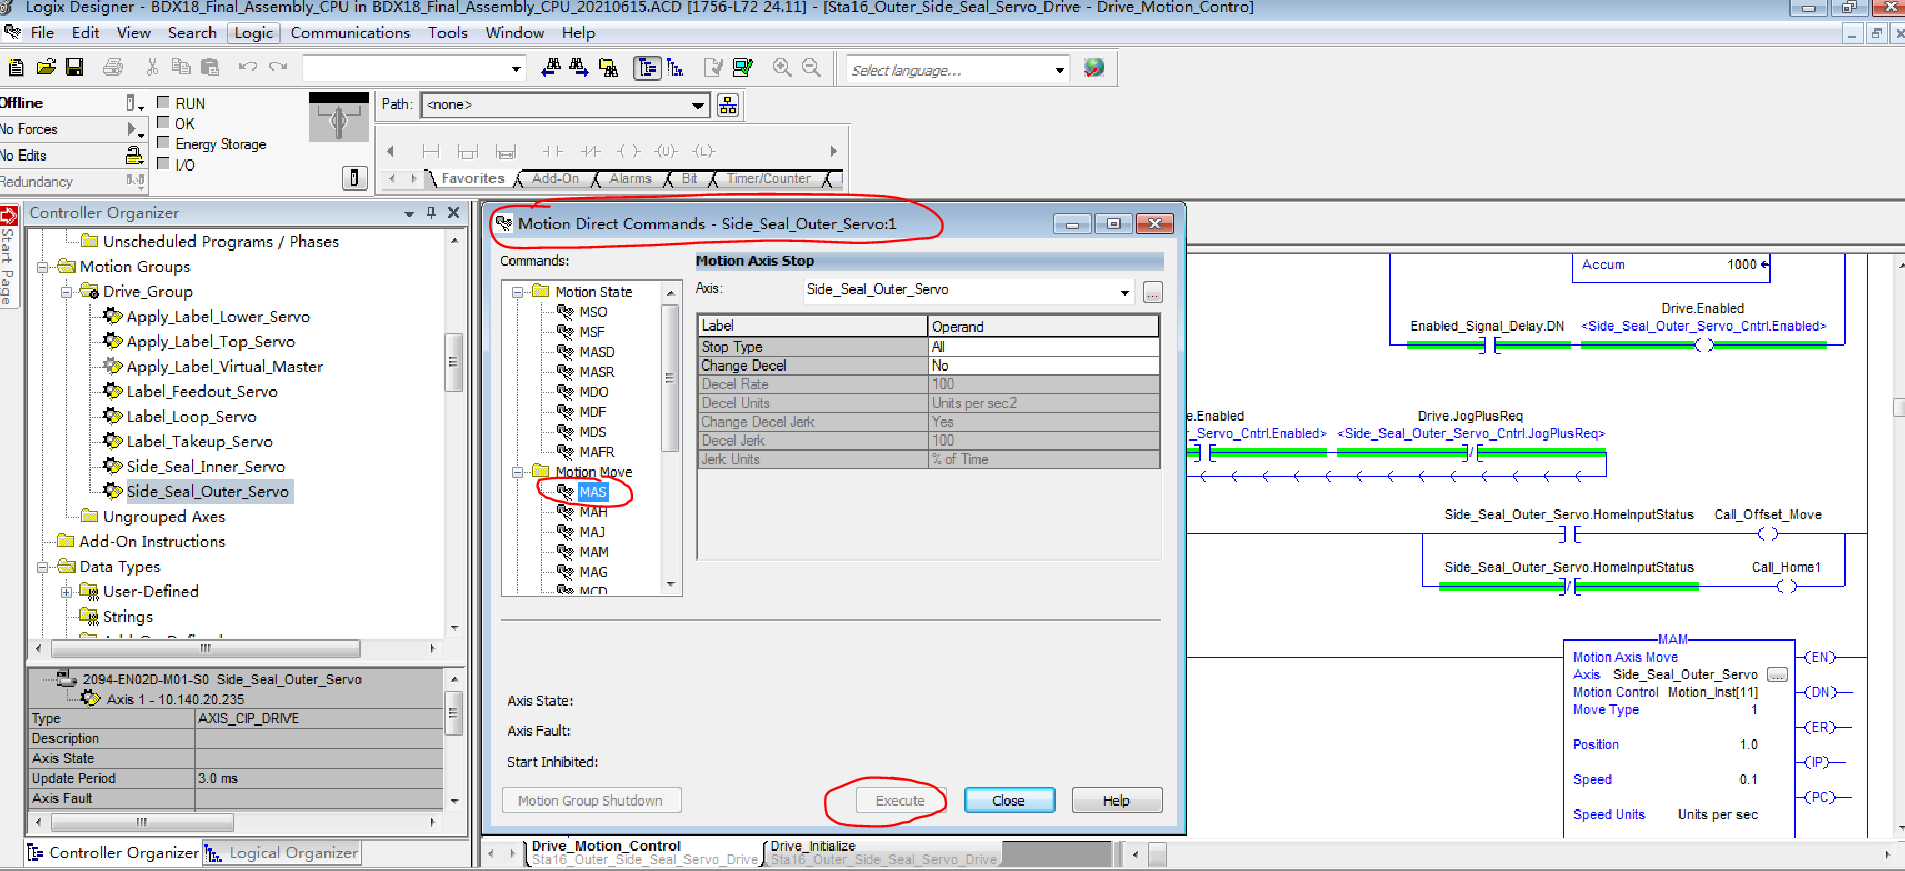 Logix Designer - BDX18_Final_Assembly_CPU in BDX18_Final_Assembly_CPU_20210615.ACD [1756-L72 24.11] - [Sta16_Outer_Side_Seal_Servo_Drive - Drive_Motion_Contro]
File Edit View Search Logic Communications Tools Window Help
Select language...
Offline
RUN
Path: <none>
No Forces
OK
No Edits
Energy Storage
Redundancy
I/O
Favorites Add-On Alarms Bit Timer/Counter
Start Page
Controller Organizer
Unscheduled Programs / Phases
Motion Groups
Drive_Group
Apply_Label_Lower_Servo
Apply_Label_Top_Servo
Apply_Label_Virtual_Master
Label_Feedout_Servo
Label_Loop_Servo
Label_Takeup_Servo
Side_Seal_Inner_Servo
Side_Seal_Outer_Servo
Ungrouped Axes
Add-On Instructions
Data Types
User-Defined
Strings
2094-EN02D-M01-S0 Side_Seal_Outer_Servo
Axis 1 - 10.140.20.235
Type AXIS_CIP_DRIVE
Description
Axis State
Update Period 3.0 ms
Axis Fault
Controller Organizer Logical Organizer
Motion Direct Commands - Side_Seal_Outer_Servo:1
Commands:
Motion State
MSO
MSF
MASD
MASR
MDO
MDF
MDS
MAFR
Motion Move
MAS
MAH
MAJ
MAM
MAG
MCD
Motion Axis Stop
Axis: Side_Seal_Outer_Servo ...
Label Operand
Stop Type All
Change Decel No
Decel Rate 100
Decel Units Units per sec2
Change Decel Jerk Yes
Decel Jerk 100
Jerk Units % of Time
Axis State:
Axis Fault:
Start Inhibited:
Motion Group Shutdown Execute Close Help
Drive_Motion_Control
Sta16_Outer_Side_Seal_Servo_Drive
Drive_Initialize
Sta16_Outer_Side_Seal_Servo_Drive
Accum 1000
Drive.Enabled
Enabled_Signal_Delay.DN <Side_Seal_Outer_Servo_Cntrl.Enabled>
e.Enabled Drive.JogPlusReq
r_Servo_Cntrl.Enabled> <Side_Seal_Outer_Servo_Cntrl.JogPlusReq>
Side_Seal_Outer_Servo.HomeInputStatus Call_Offset_Move
Side_Seal_Outer_Servo.HomeInputStatus Call_Home1
MAM
Motion Axis Move (EN)
Axis Side_Seal_Outer_Servo ...
Motion Control Motion_Inst[11] (DN)
Move Type 1
(ER)
Position 1.0
(IP)
Speed 0.1
(PC)
Speed Units Units per sec